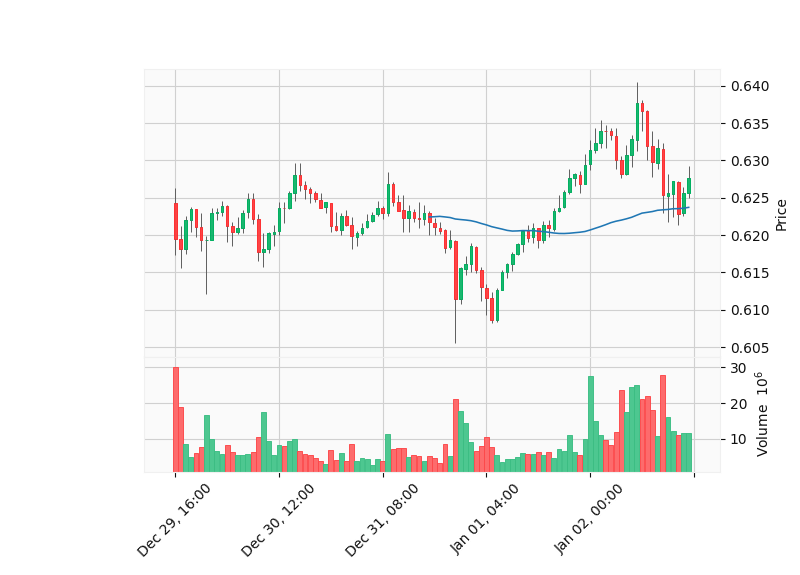 0.640
0.635
0.630
0.625
0.620
0.615
0.610
0.605
Price
30
20
10
Volume 10⁶
Dec 29, 16:00
Dec 30, 12:00
Dec 31, 08:00
Jan 01, 04:00
Jan 02, 00:00